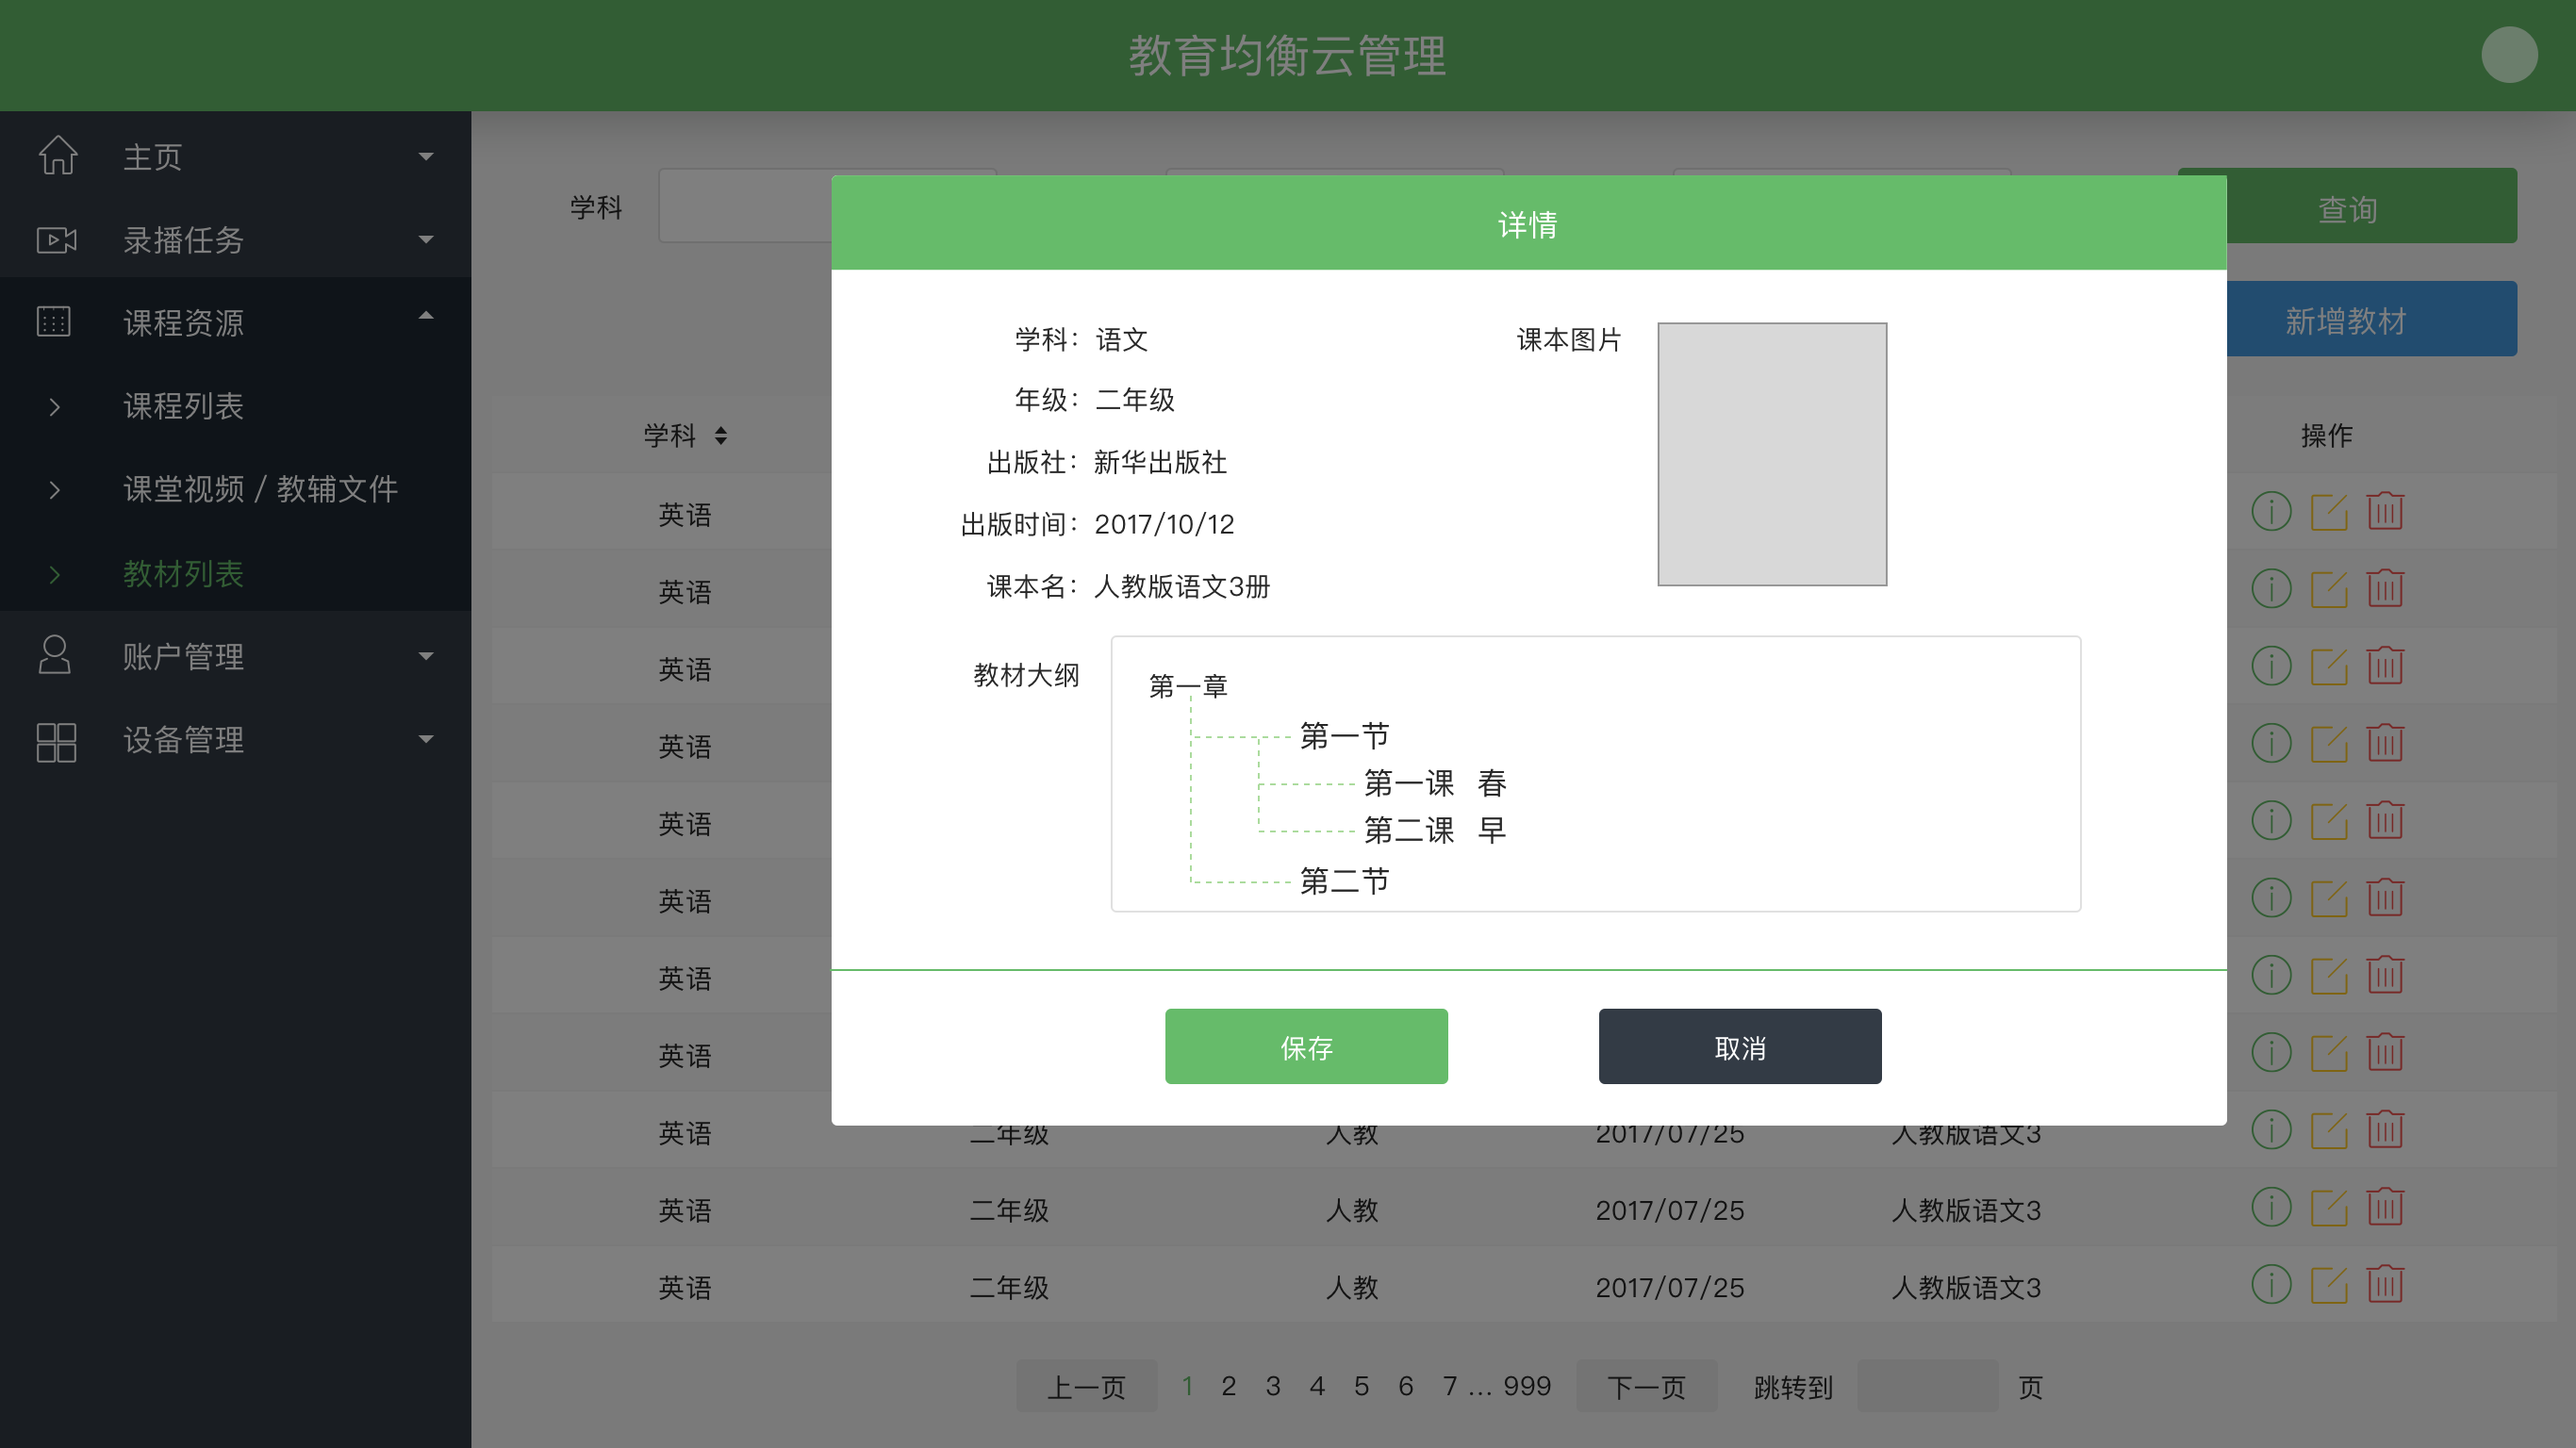 教育均衡云管理
主页
录播任务
课程资源
课程列表
课堂视频 / 教辅文件
教材列表
账户管理
设备管理
学科
查询
新增教材
学科
操作
英语
英语
英语
英语
英语
英语
英语
英语
英语 二年级 人教 2017/07/25 人教版语文3
英语 二年级 人教 2017/07/25 人教版语文3
英语 二年级 人教 2017/07/25 人教版语文3
上一页 1 2 3 4 5 6 7 ... 999 下一页 跳转到 页
详情
学科：语文
课本图片
年级：二年级
出版社：新华出版社
出版时间：2017/10/12
课本名：人教版语文3册
教材大纲
第一章
第一节
第一课 春
第二课 早
第二节
保存
取消